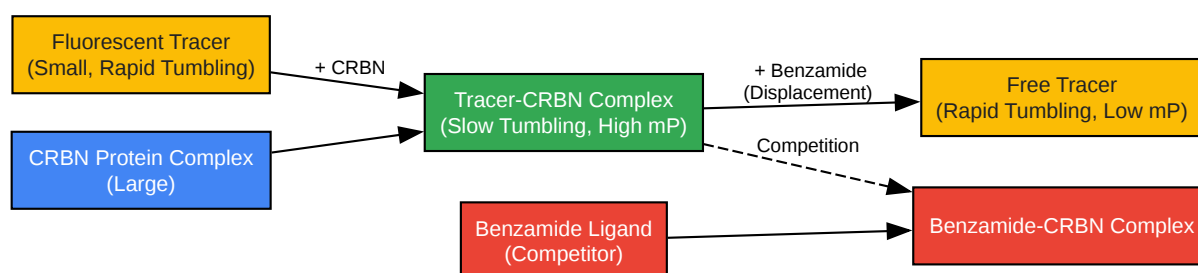 Fluorescent Tracer
(Small, Rapid Tumbling)
+ CRBN
CRBN Protein Complex
(Large)
Tracer-CRBN Complex
(Slow Tumbling, High mP)
+ Benzamide
(Displacement)
Free Tracer
(Rapid Tumbling, Low mP)
Competition
Benzamide Ligand
(Competitor)
Benzamide-CRBN Complex